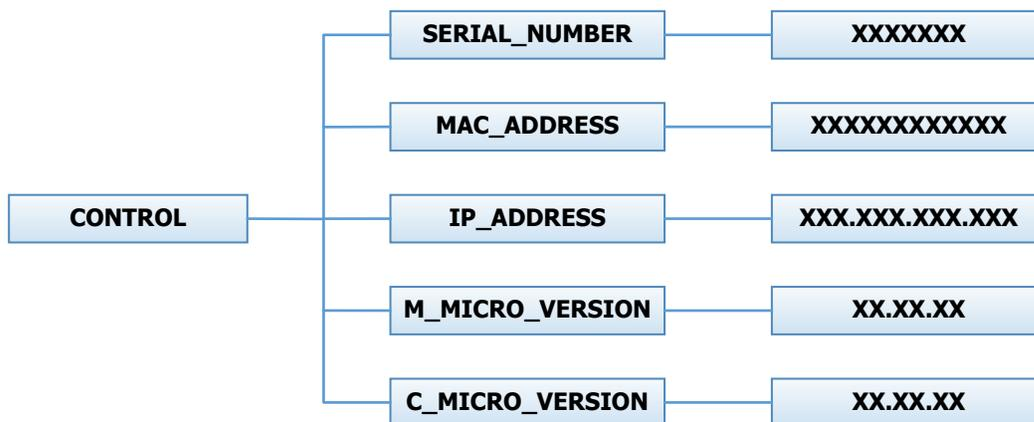 SERIAL_NUMBER XXXXXXX
MAC_ADDRESS XXXXXXXXXXXX
CONTROL IP_ADDRESS XXX.XXX.XXX.XXX
M_MICRO_VERSION XX.XX.XX
C_MICRO_VERSION XX.XX.XX